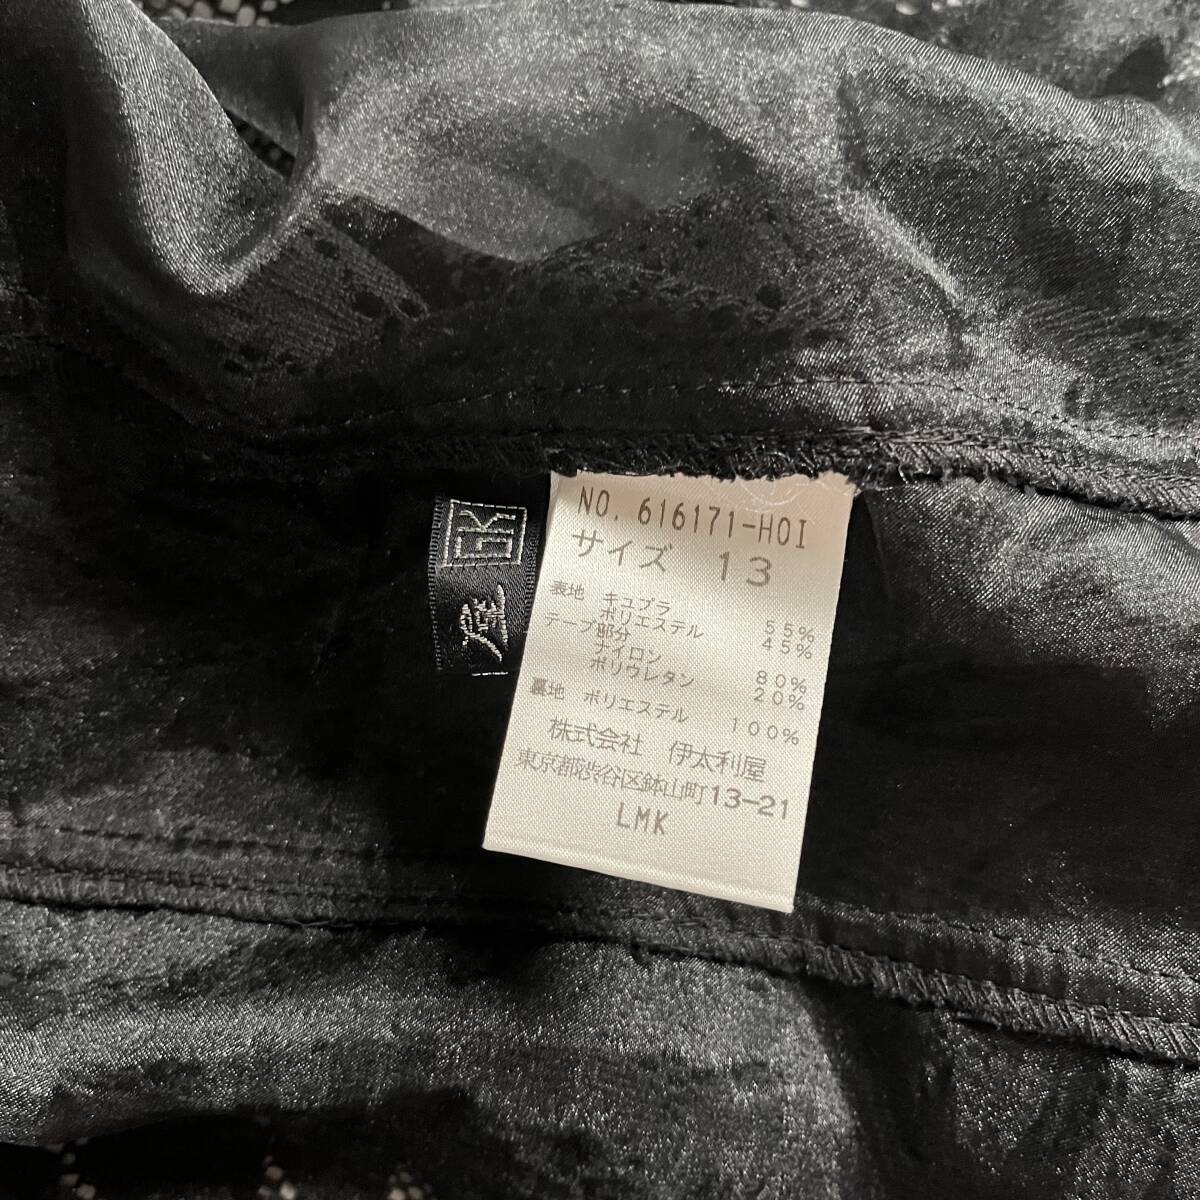 NO. 616171-HOI
サイズ 13
表地 キュプラ 55%
ポリエステル 45%
テープ部分
ナイロン 80%
ポリウレタン 20%
裏地 ポリエステル 100%
株式会社 伊太利屋
東京都渋谷区鉢山町13-21
LMK
GK